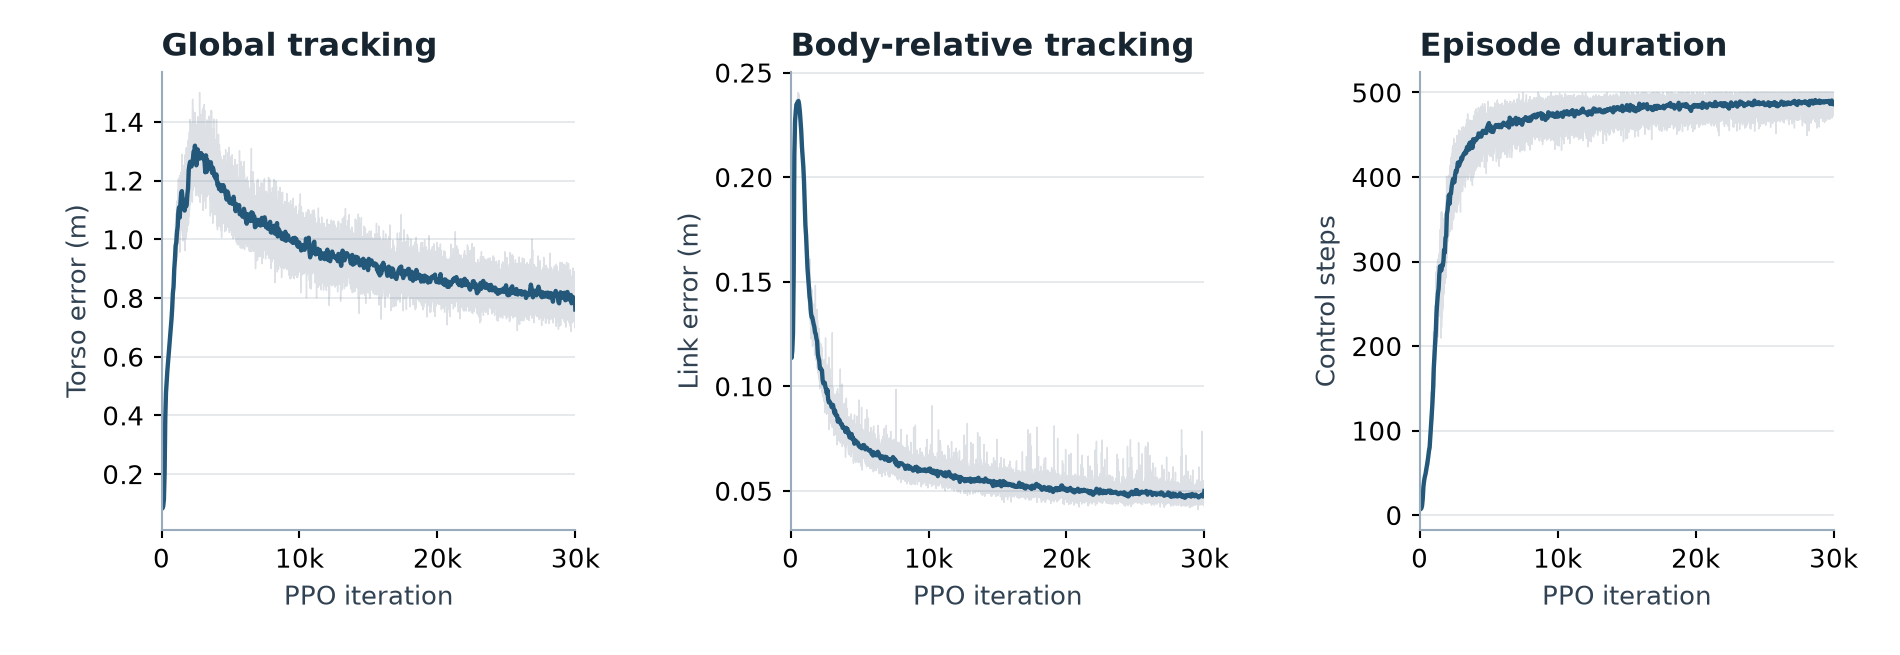 Global tracking
1.4
1.2
1.0
0.8
0.6
0.4
0.2
Torso error (m)
0 10k 20k 30k
PPO iteration
Body-relative tracking
0.25
0.20
0.15
0.10
0.05
Link error (m)
0 10k 20k 30k
PPO iteration
Episode duration
500
400
300
200
100
0
Control steps
0 10k 20k 30k
PPO iteration